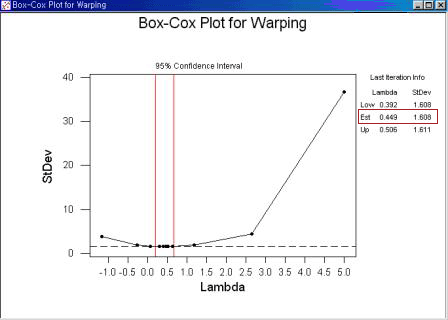 Box-Cox Plot for Warping
Box-Cox Plot for Warping
95% Confidence Interval
Last Iteration Info
Lambda StDev
Low 0.392 1.608
Est 0.449 1.608
Up 0.506 1.611
40
30
20
10
0
StDev
-1.0 -0.5 0.0 0.5 1.0 1.5 2.0 2.5 3.0 3.5 4.0 4.5 5.0
Lambda